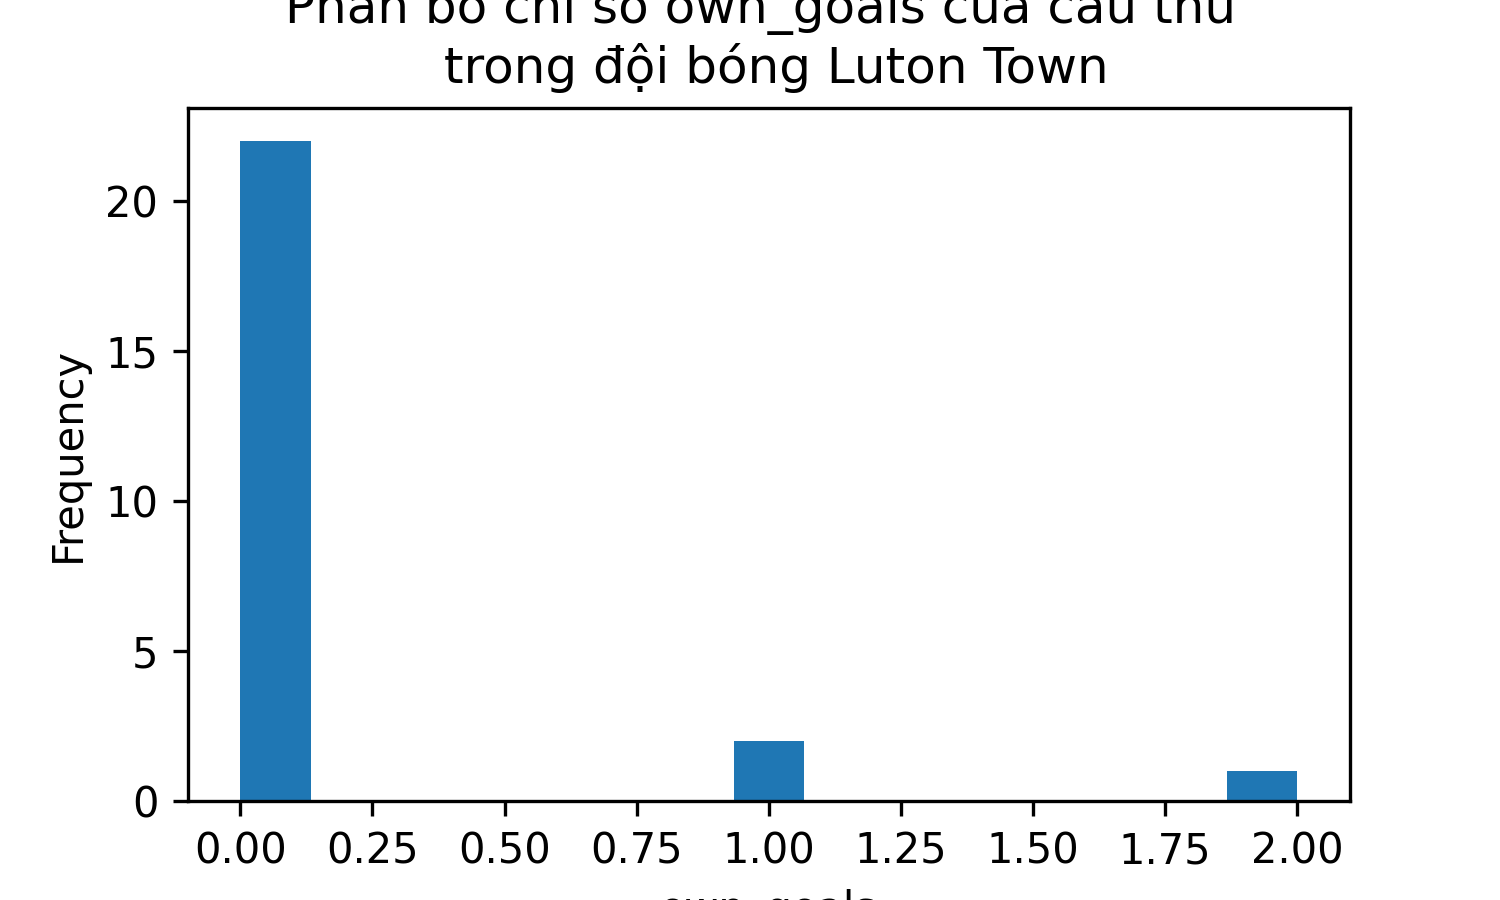 Phân bố chỉ số own_goals của cầu thủ
trong đội bóng Luton Town
Frequency
20
15
10
5
0
0.00 0.25 0.50 0.75 1.00 1.25 1.50 1.75 2.00
own_goals